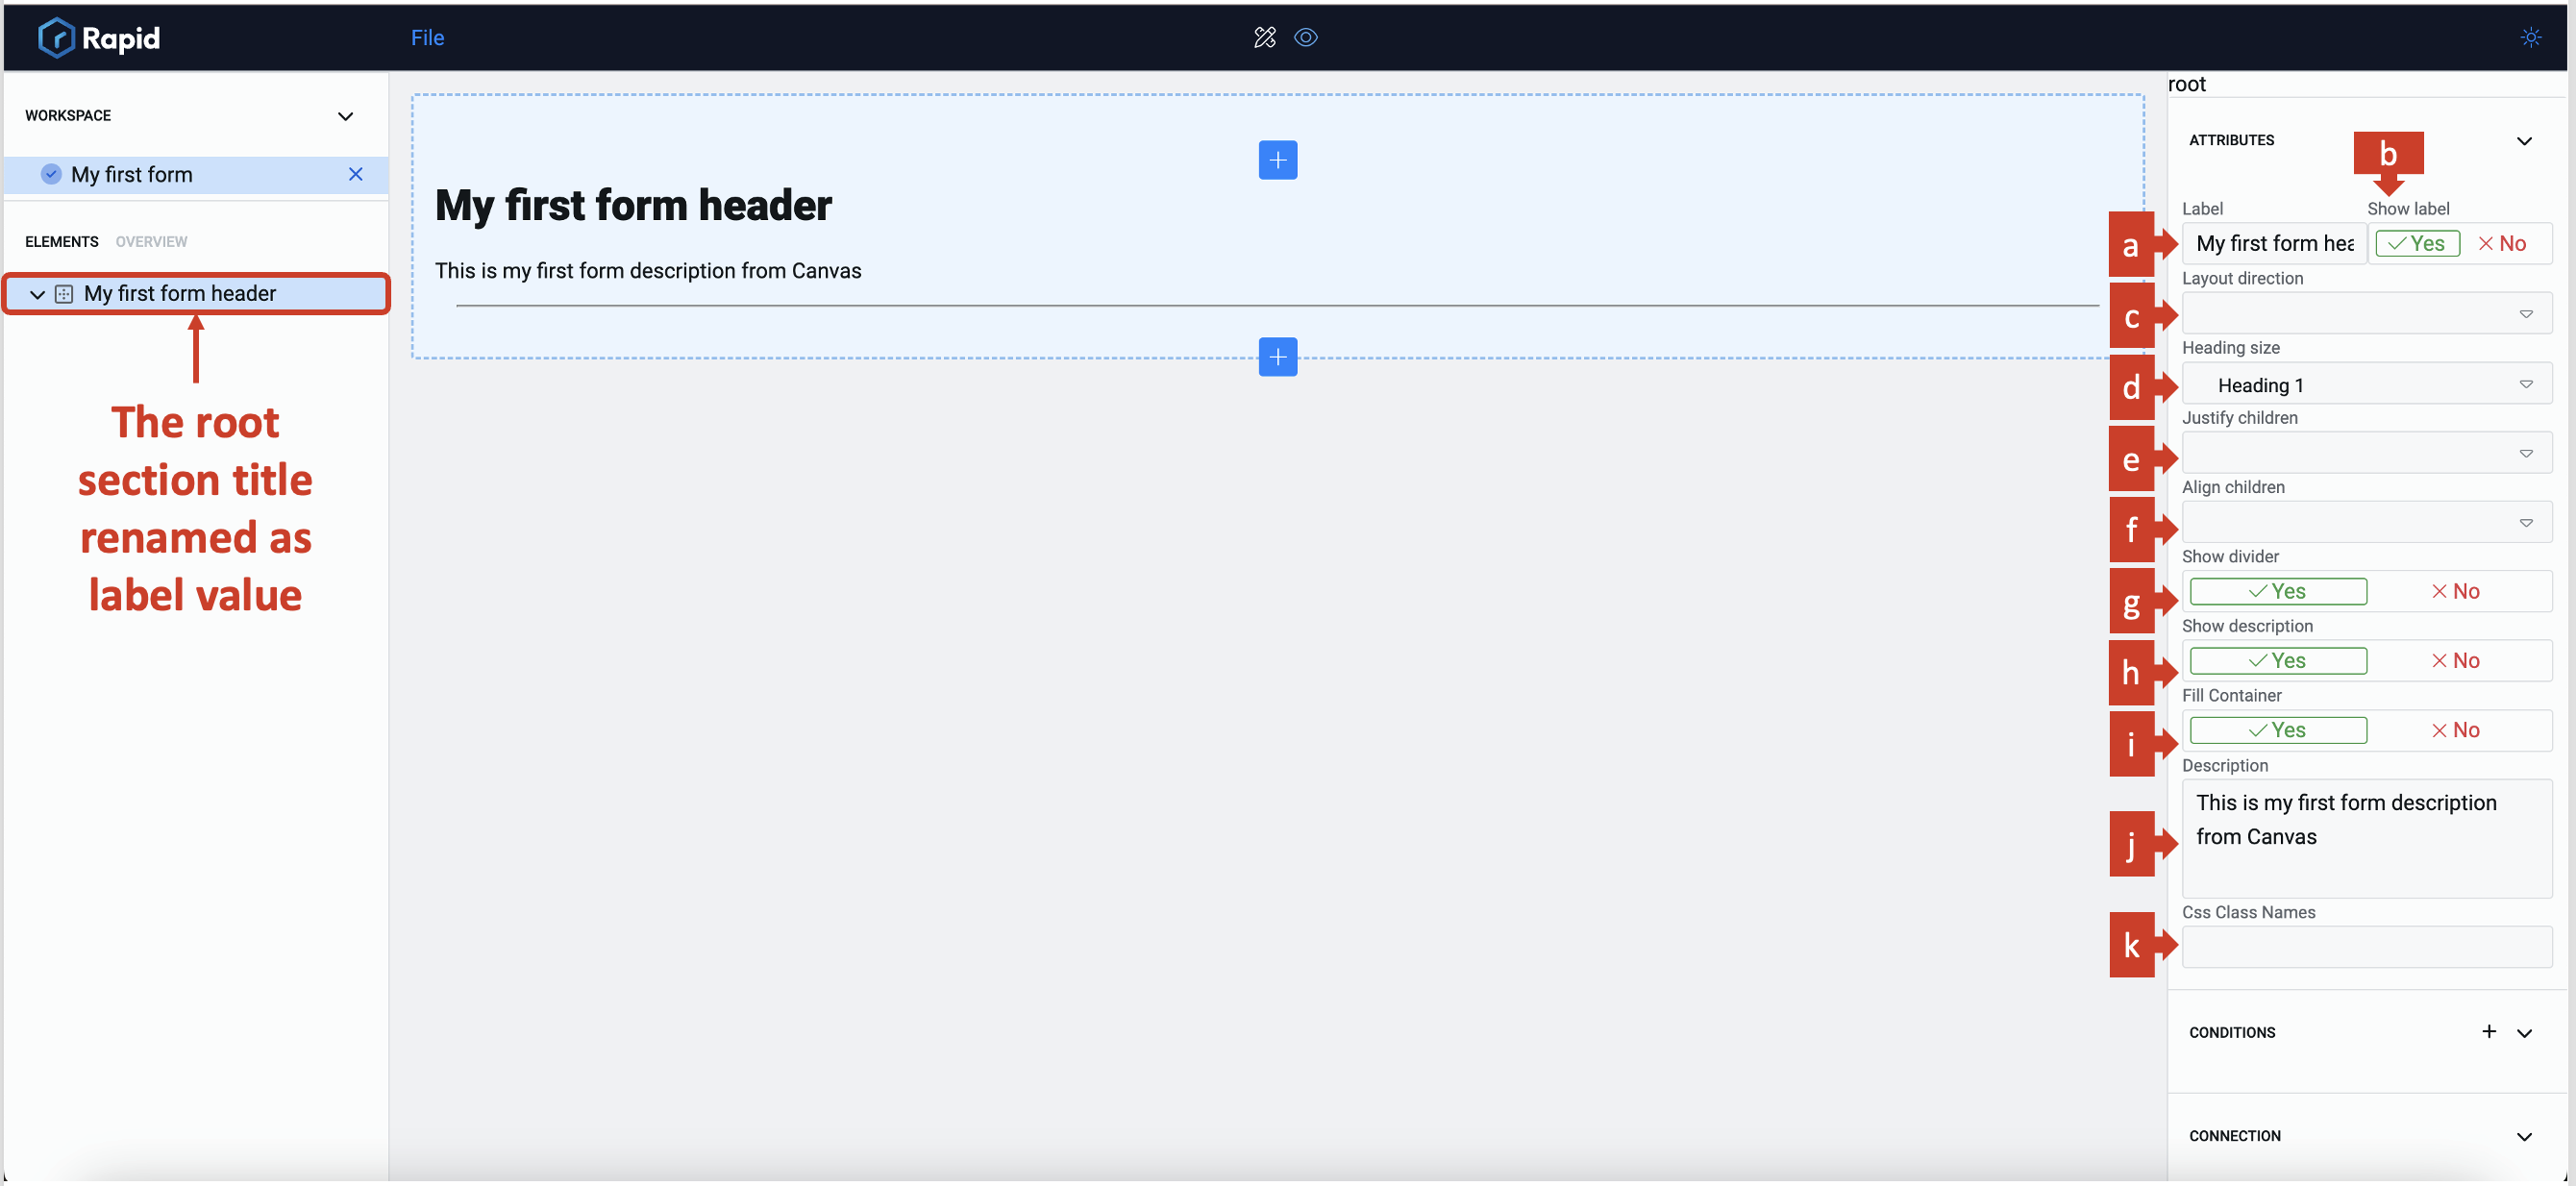 Rapid
File
WORKSPACE
My first form
ELEMENTS OVERVIEW
My first form header
The root
section title
renamed as
label value
My first form header
This is my first form description from Canvas
root
ATTRIBUTES
b
Label Show label
a
My first form hea Yes No
Layout direction
c
Heading size
d
Heading 1
Justify children
e
Align children
f
Show divider
g
Yes No
Show description
h
Yes No
Fill Container
i
Yes No
Description
j
This is my first form description
from Canvas
Css Class Names
k
CONDITIONS
CONNECTION